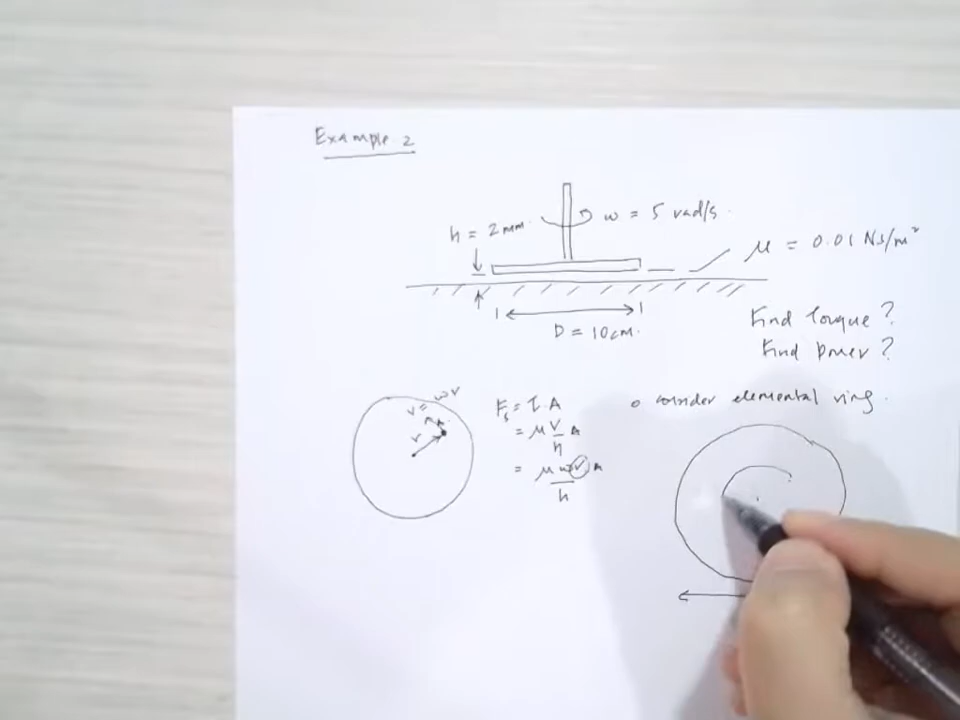 Example 2
h = 2mm.
ω = 5 rad/s.
μ = 0.01 Ns/m²
D = 10cm.
Find Torque?
Find Power?
v = ωr
r
Fs = τ. A
= μ v/h A
= μωr/h A
o consider elemental ring.